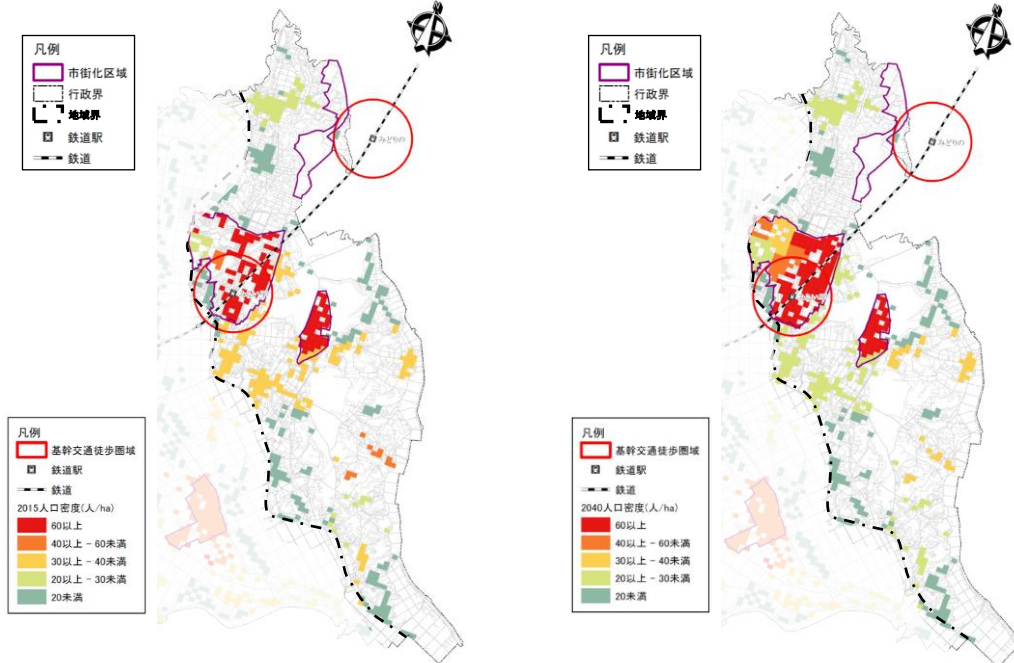 凡例
市街化区域
行政界
地域界
鉄道駅
鉄道
みどりの
凡例
基幹交通徒歩圏域
鉄道駅
鉄道
2015人口密度(人/ha)
60以上
40以上 - 60未満
30以上 - 40未満
20以上 - 30未満
20未満
凡例
市街化区域
行政界
地域界
鉄道駅
鉄道
みどりの
凡例
基幹交通徒歩圏域
鉄道駅
鉄道
2040人口密度(人/ha)
60以上
40以上 - 60未満
30以上 - 40未満
20以上 - 30未満
20未満